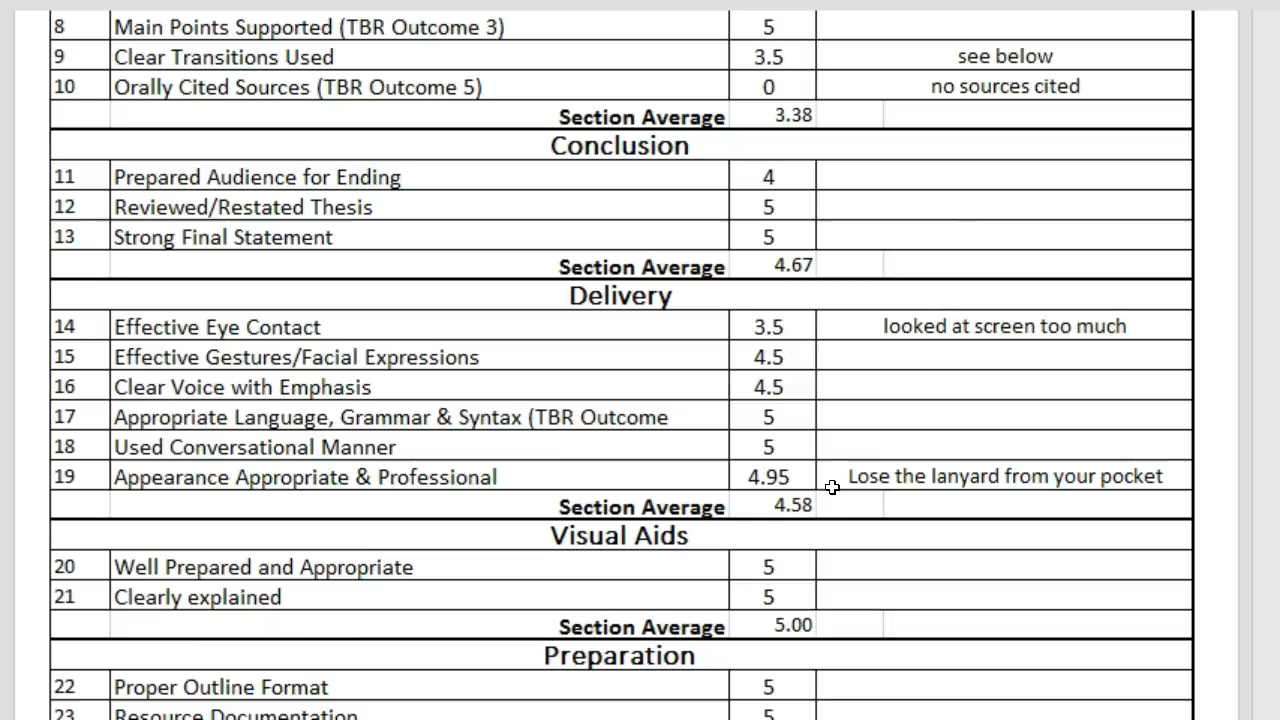 8 Main Points Supported (TBR Outcome 3) 5
9 Clear Transitions Used 3.5 see below
10 Orally Cited Sources (TBR Outcome 5) 0 no sources cited
Section Average 3.38
Conclusion
11 Prepared Audience for Ending 4
12 Reviewed/Restated Thesis 5
13 Strong Final Statement 5
Section Average 4.67
Delivery
14 Effective Eye Contact 3.5 looked at screen too much
15 Effective Gestures/Facial Expressions 4.5
16 Clear Voice with Emphasis 4.5
17 Appropriate Language, Grammar & Syntax (TBR Outcome 5
18 Used Conversational Manner 5
19 Appearance Appropriate & Professional 4.95 Lose the lanyard from your pocket
Section Average 4.58
Visual Aids
20 Well Prepared and Appropriate 5
21 Clearly explained 5
Section Average 5.00
Preparation
22 Proper Outline Format 5
23 Resource Documentation 5